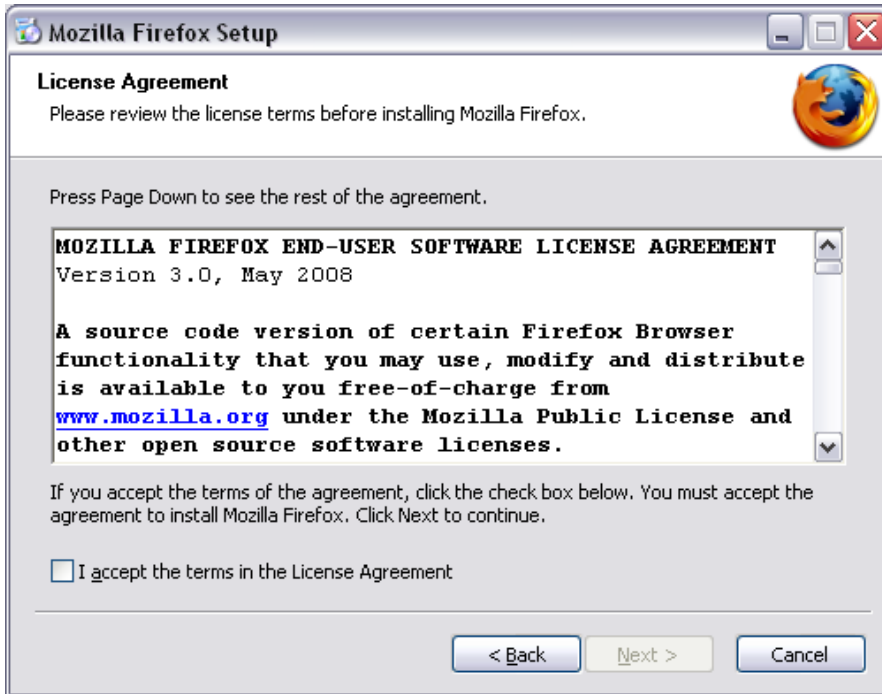 Mozilla Firefox Setup
License Agreement
Please review the license terms before installing Mozilla Firefox.
Press Page Down to see the rest of the agreement.
MOZILLA FIREFOX END-USER SOFTWARE LICENSE AGREEMENT
Version 3.0, May 2008
A source code version of certain Firefox Browser
functionality that you may use, modify and distribute
is available to you free-of-charge from
www.mozilla.org under the Mozilla Public License and
other open source software licenses.
If you accept the terms of the agreement, click the check box below. You must accept the
agreement to install Mozilla Firefox. Click Next to continue.
I accept the terms in the License Agreement
< Back Next > Cancel